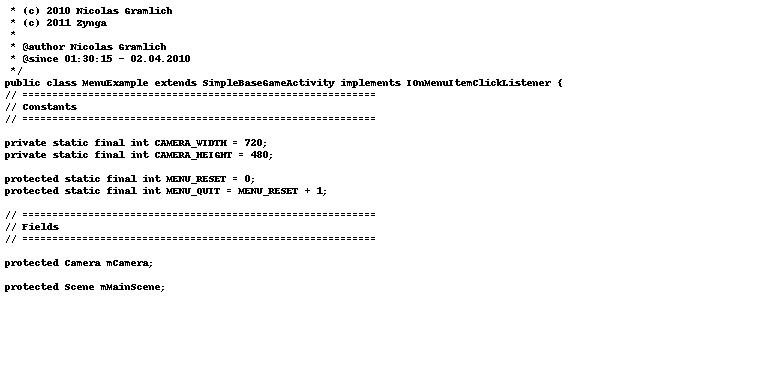 * (c) 2010 Nicolas Gramlich
* (c) 2011 Zynga
*
* @author Nicolas Gramlich
* @since 01:30:15 - 02.04.2010
*/
public class MenuExample extends SimpleBaseGameActivity implements IOnMenuItemClickListener {
// ===========================================================
// Constants
// ===========================================================
private static final int CAMERA_WIDTH = 720;
private static final int CAMERA_HEIGHT = 480;
protected static final int MENU_RESET = 0;
protected static final int MENU_QUIT = MENU_RESET + 1;
// ===========================================================
// Fields
// ===========================================================
protected Camera mCamera;
protected Scene mMainScene;